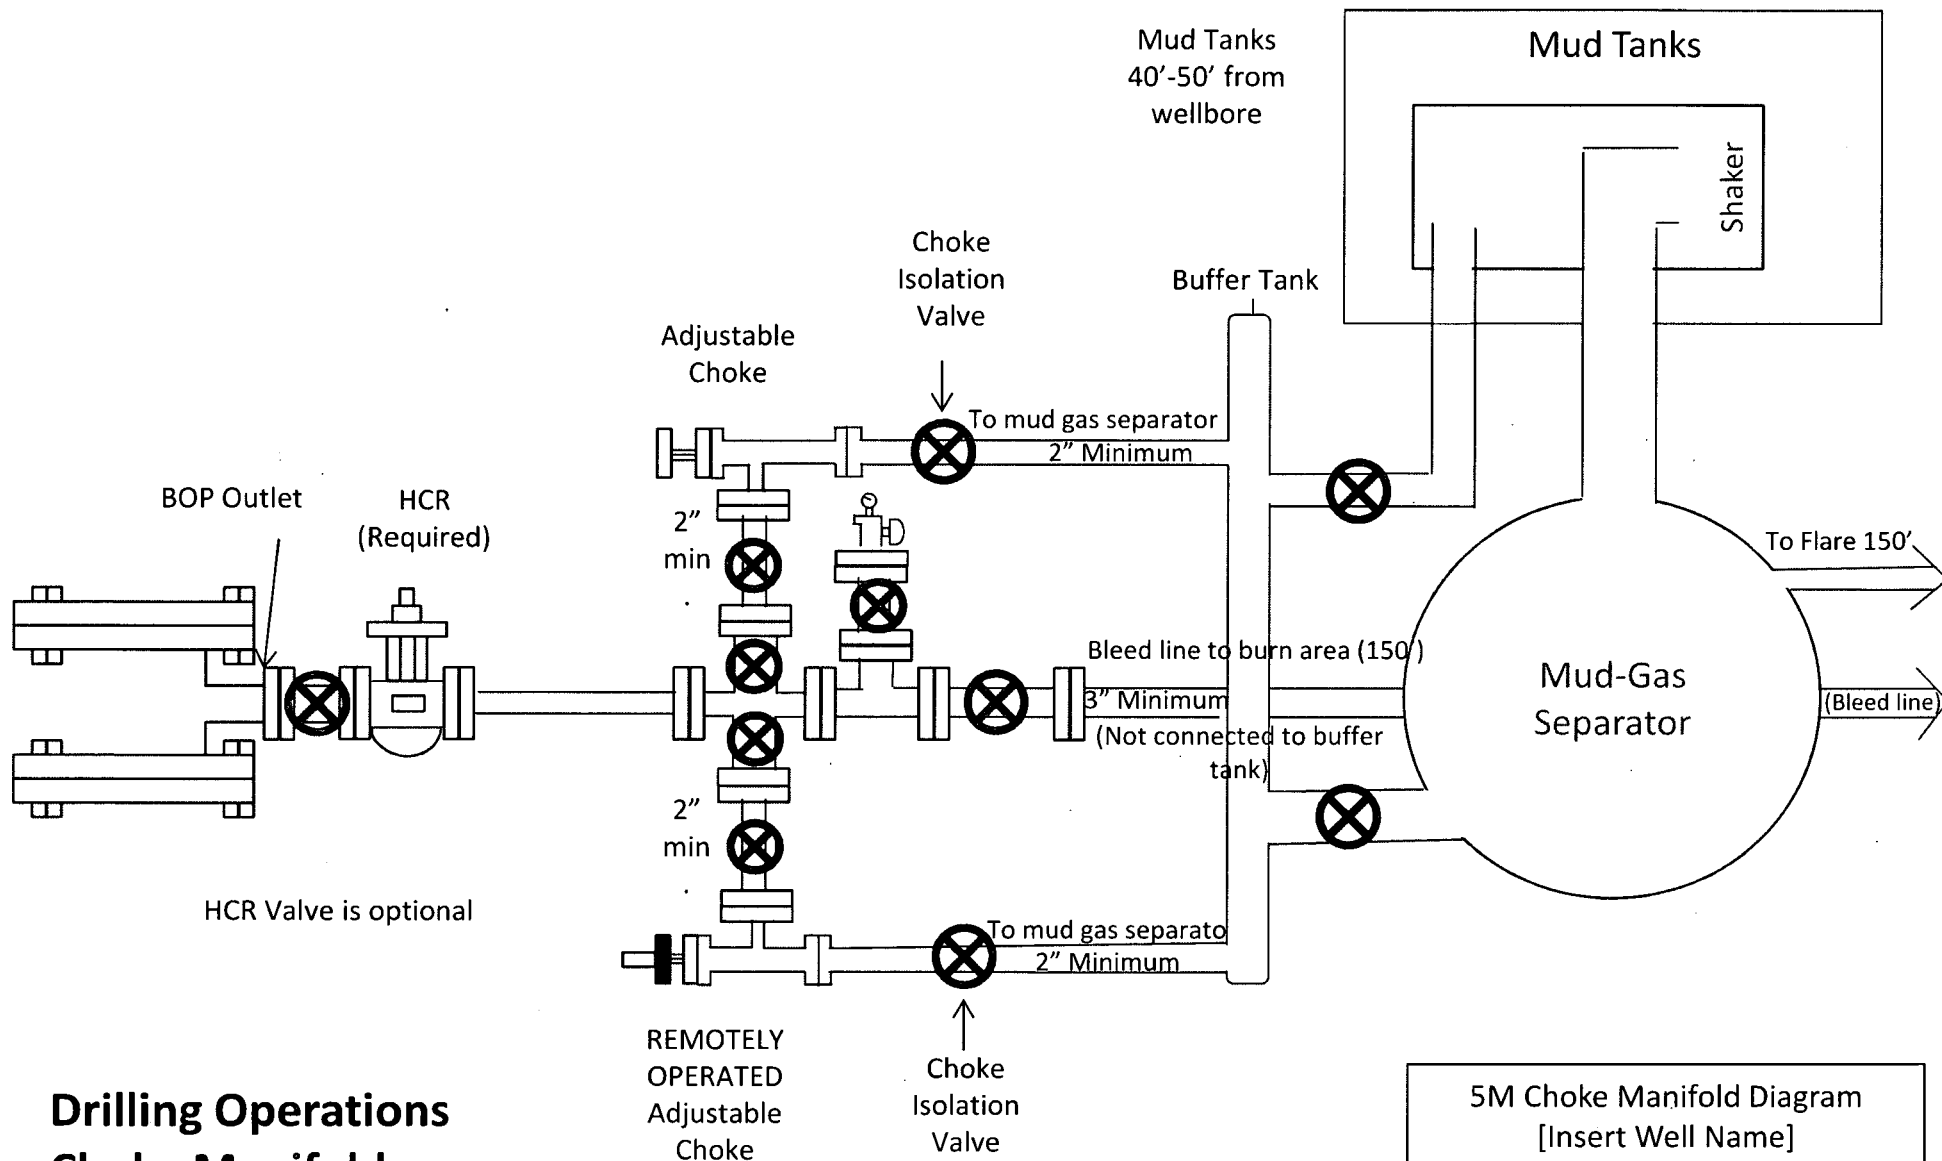 Mud Tanks
40’-50’ from
wellbore
Mud Tanks
Shaker
Choke
Isolation
Valve
Buffer Tank
Adjustable
Choke
To mud gas separator
2” Minimum
BOP Outlet
HCR
(Required)
2”
min
To Flare 150’
Bleed line to burn area (150’)
3” Minimum
(Not connected to buffer
tank)
Mud-Gas
Separator
(Bleed line)
2”
min
HCR Valve is optional
To mud gas separato
2” Minimum
REMOTELY
OPERATED
Adjustable
Choke
Choke
Isolation
Valve
Drilling Operations
Choke Manifold
5M Choke Manifold Diagram
[Insert Well Name]